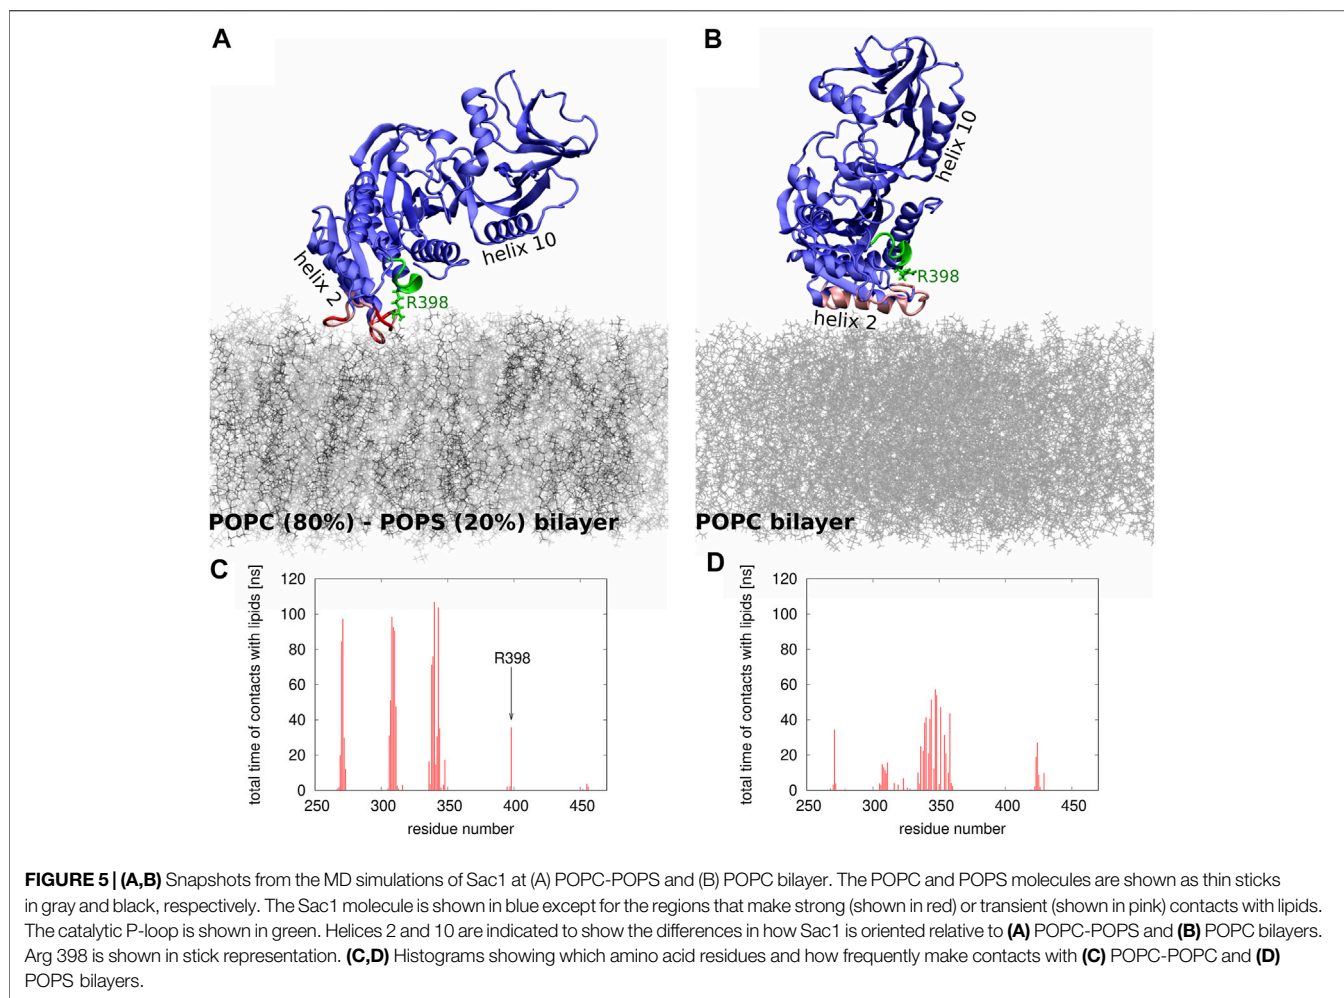 A
B
helix 10
helix 2
R398
helix 10
R398
helix 2
POPC (80%) - POPS (20%) bilayer
POPC bilayer
C
D
total time of contacts with lipids [ns]
120
100
80
60
40
20
0
R398
250 300 350 400 450
residue number
total time of contacts with lipids [ns]
120
100
80
60
40
20
0
250 300 350 400 450
residue number
FIGURE 5 | (A,B) Snapshots from the MD simulations of Sac1 at (A) POPC-POPS and (B) POPC bilayer. The POPC and POPS molecules are shown as thin sticks
in gray and black, respectively. The Sac1 molecule is shown in blue except for the regions that make strong (shown in red) or transient (shown in pink) contacts with lipids.
The catalytic P-loop is shown in green. Helices 2 and 10 are indicated to show the differences in how Sac1 is oriented relative to (A) POPC-POPS and (B) POPC bilayers.
Arg 398 is shown in stick representation. (C,D) Histograms showing which amino acid residues and how frequently make contacts with (C) POPC-POPC and (D)
POPS bilayers.